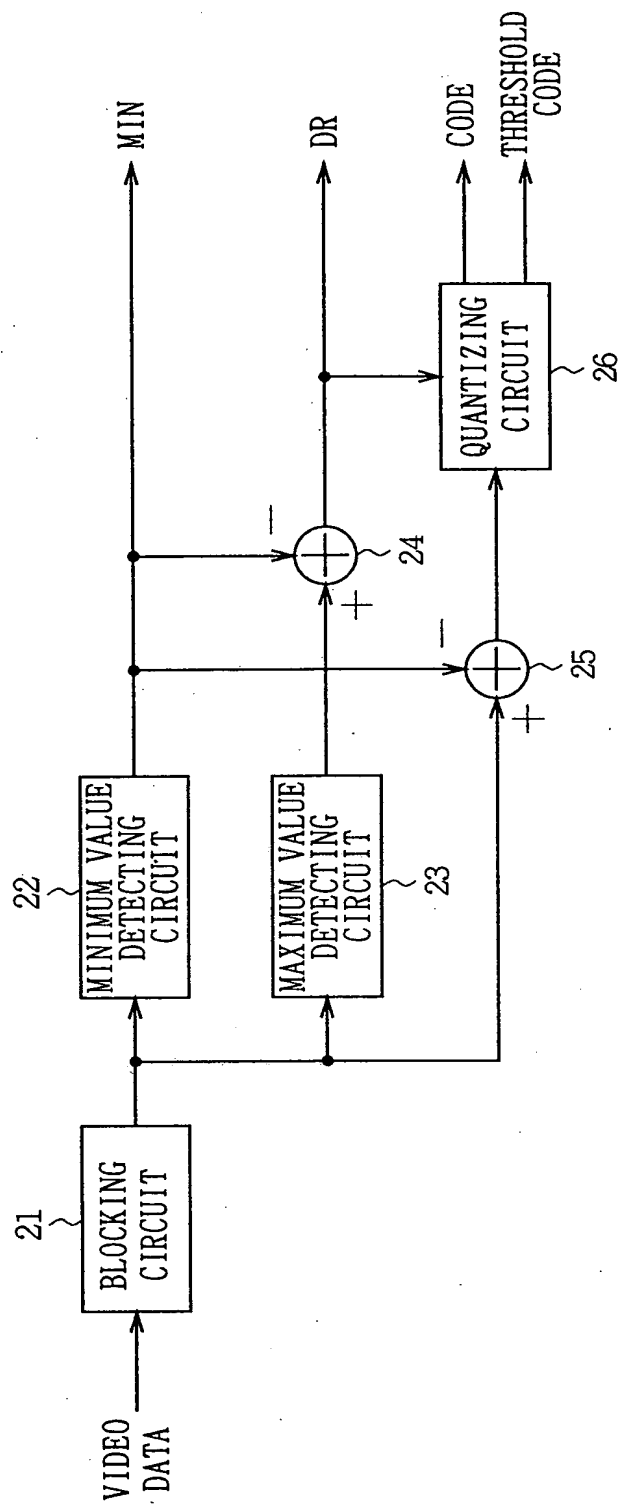 VIDEO
DATA
21
BLOCKING
CIRCUIT
22
MINIMUM VALUE
DETECTING
CIRCUIT
MAXIMUM VALUE
DETECTING
CIRCUIT
23
−
+
24
−
+
25
QUANTIZING
CIRCUIT
26
MIN
DR
CODE
THRESHOLD
CODE